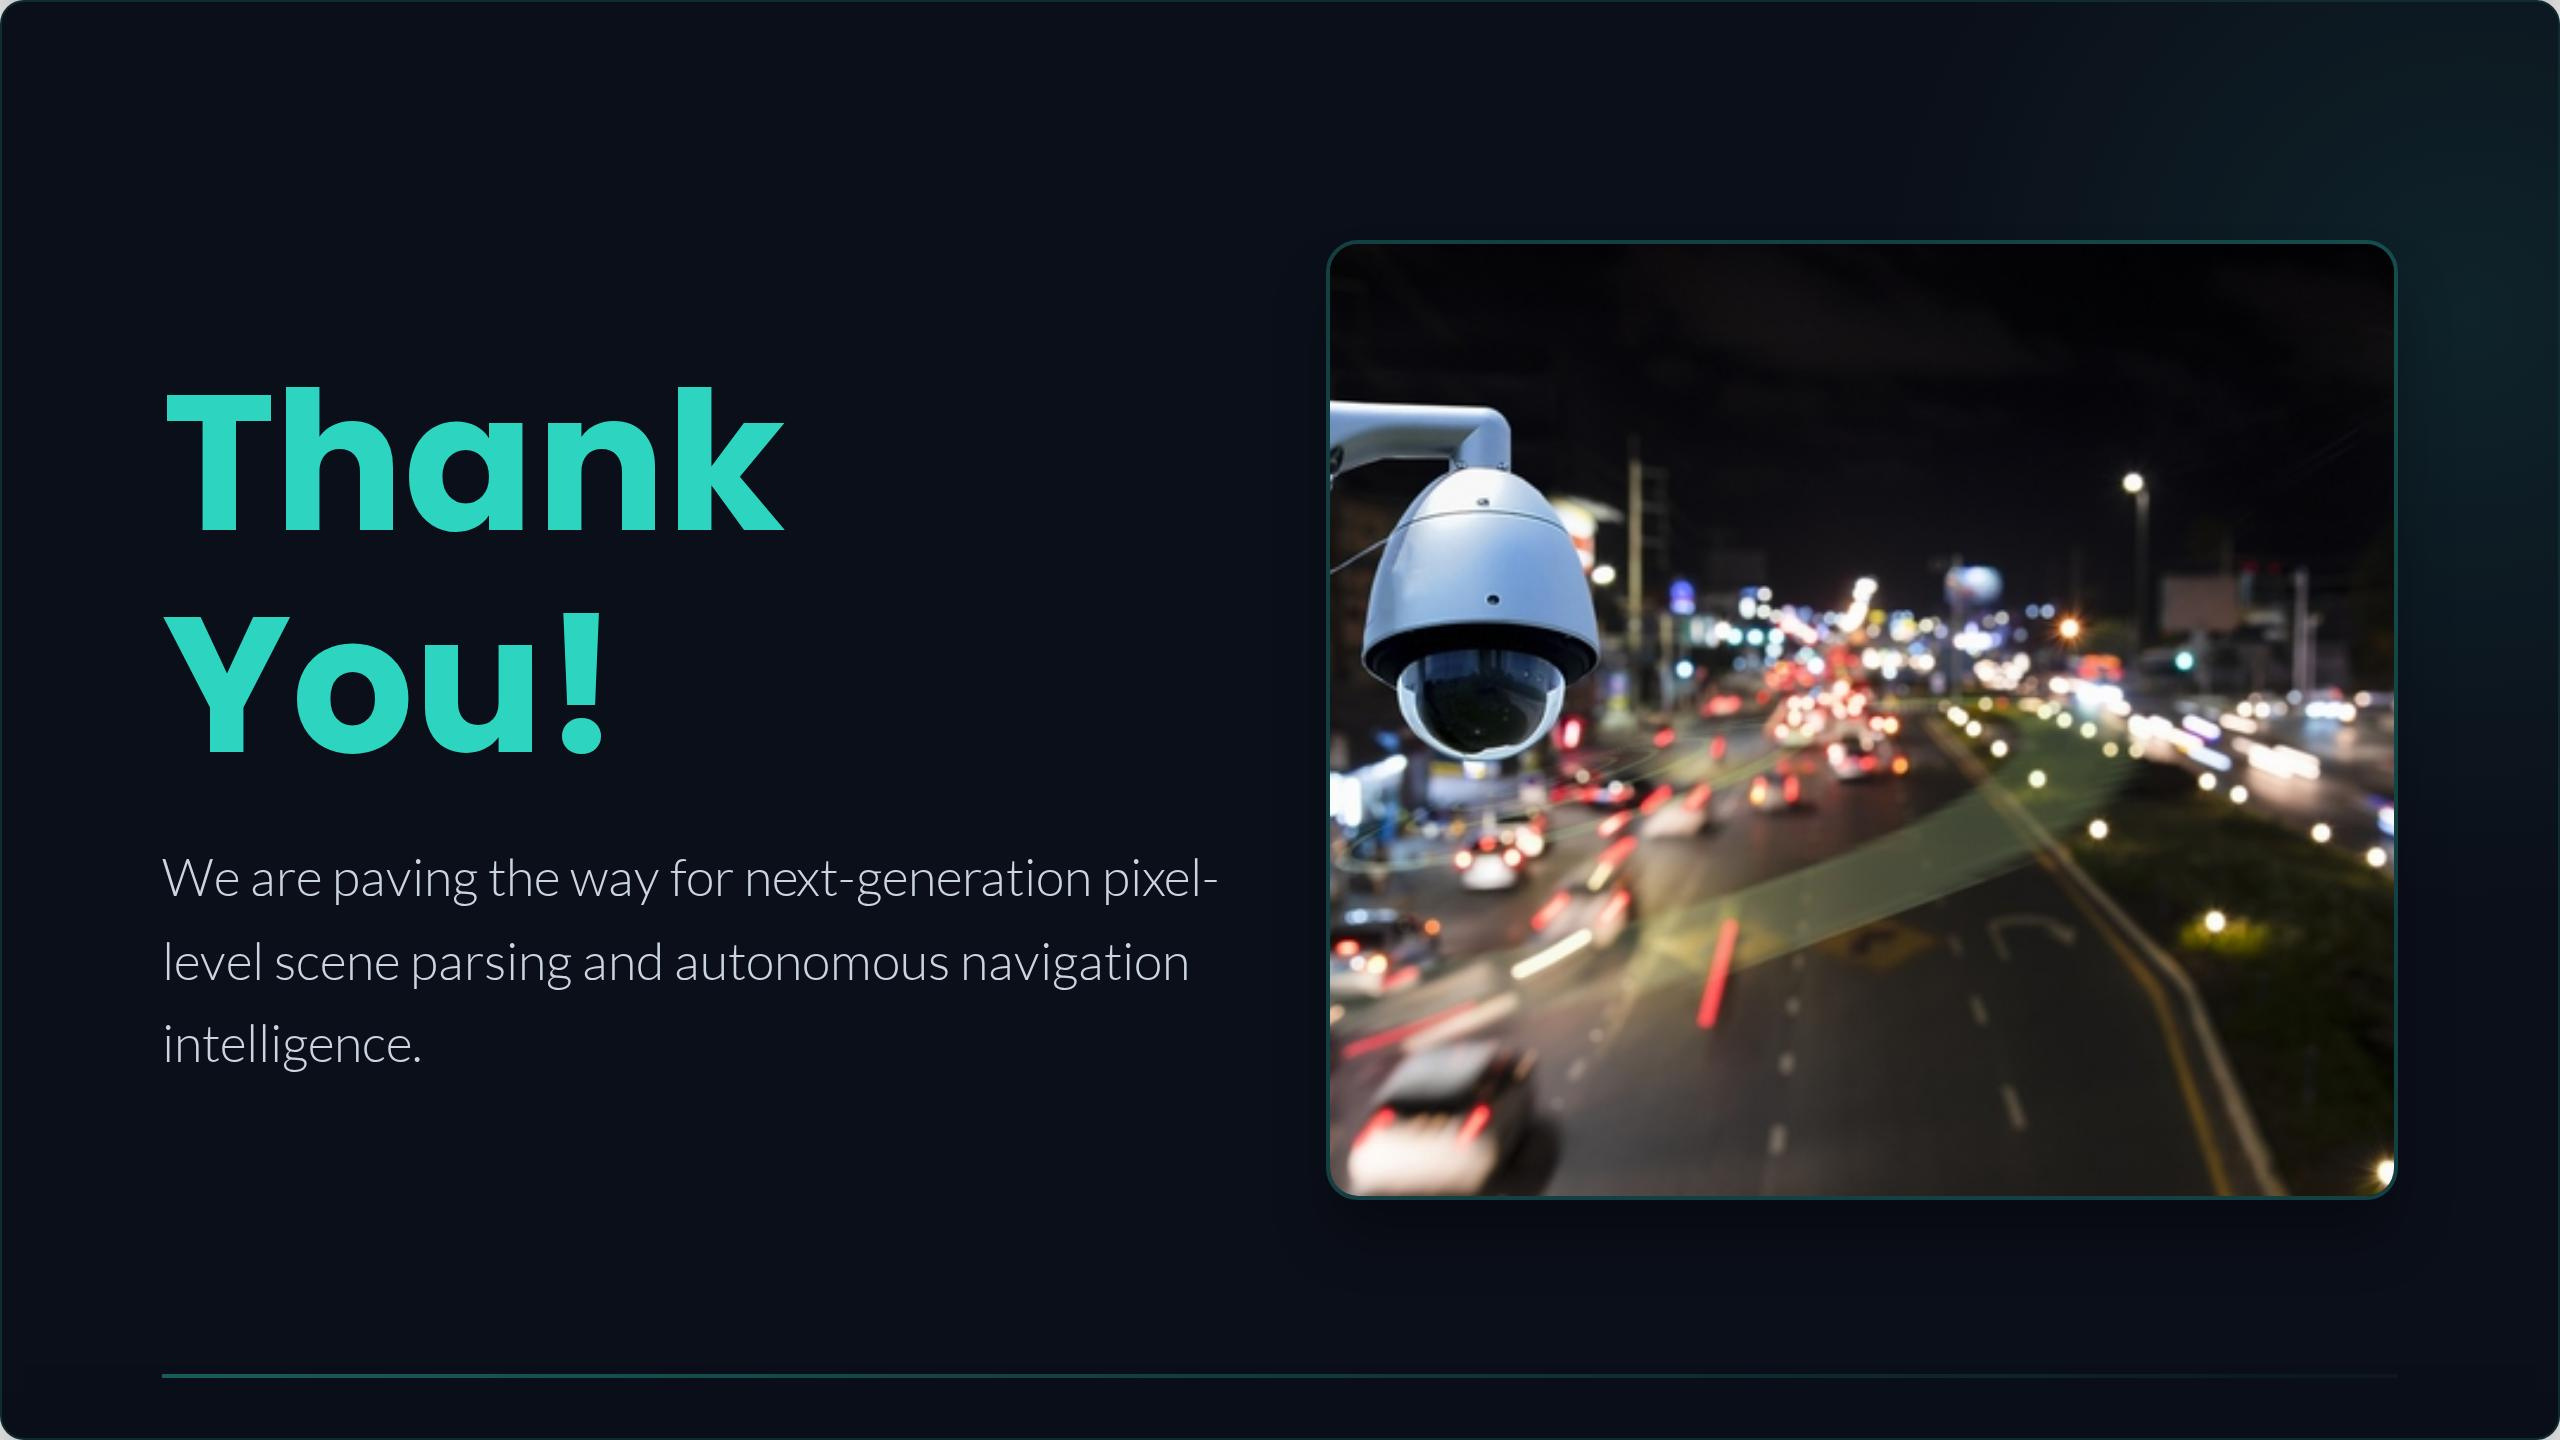 Thank
You!
We are paving the way for next-generation pixel-
level scene parsing and autonomous navigation
intelligence.